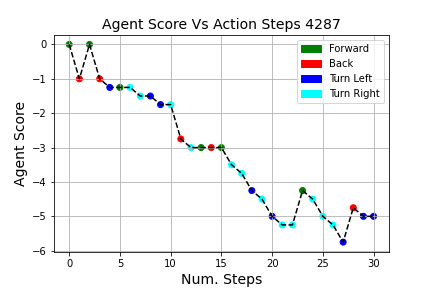 Agent Score Vs Action Steps 4287
Forward
Back
Turn Left
Turn Right
Agent Score
0
−1
−2
−3
−4
−5
−6
0 5 10 15 20 25 30
Num. Steps